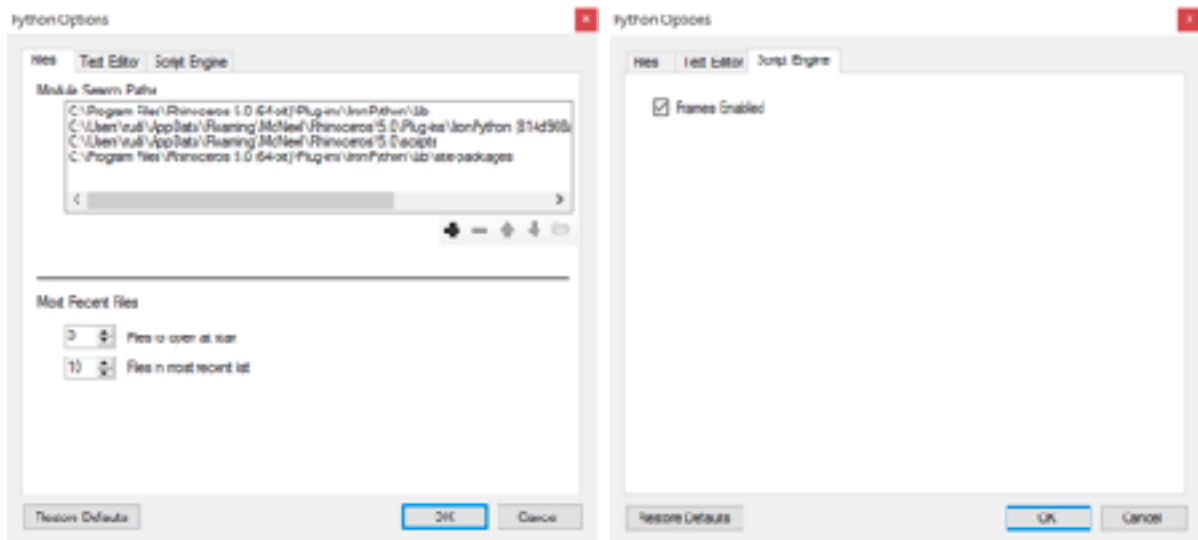 Python Options
Files Text Editor Script Engine
Module Search Paths
C:\Program Files\Rhinoceros 5.0 (64-bit)\Plug-ins\IronPython\Lib
C:\Users\rudi\AppData\Roaming\McNeel\Rhinoceros\5.0\Plug-ins\IronPython
C:\Users\rudi\AppData\Roaming\McNeel\Rhinoceros\5.0\scripts
C:\Program Files\Rhinoceros 5.0 (64-bit)\Plug-ins\IronPython\Lib\site-packages
Most Recent Files
Files to open at start
10 Files in most recent list
Restore Defaults OK Cancel
Python Options
Files Text Editor Script Engine
Frames Enabled
Restore Defaults OK Cancel